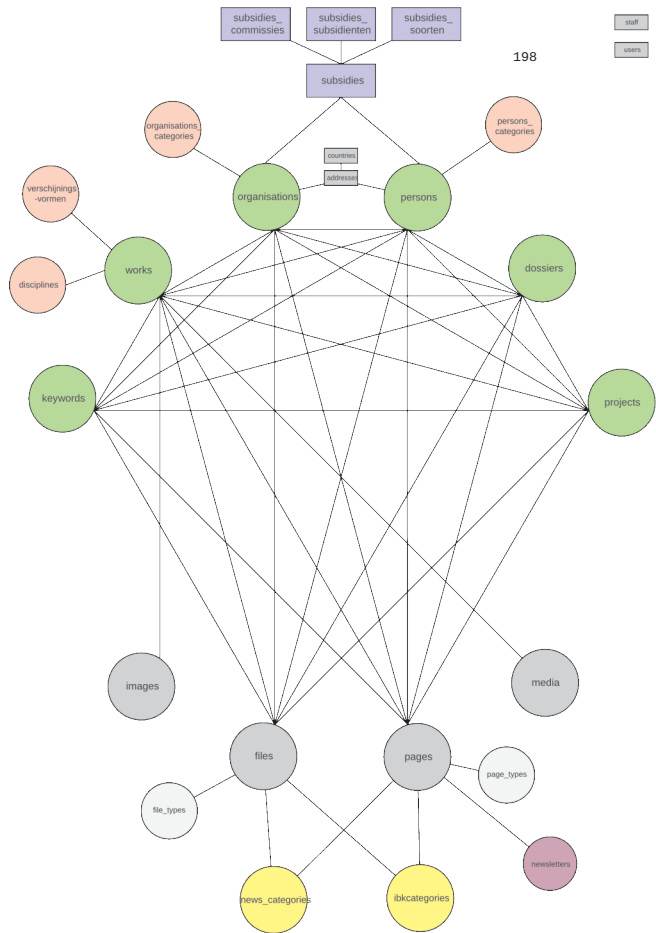 subsidies_
commissies
subsidies_
subsidienten
subsidies_
soorten
staff
users
198
subsidies
organisations_
categories
persons_
categories
countries
addresses
verschijnings
-vormen
organisations
persons
works
dossiers
disciplines
keywords
projects
images
media
files
pages
page_types
file_types
newsletters
news_categories
ibkcategories